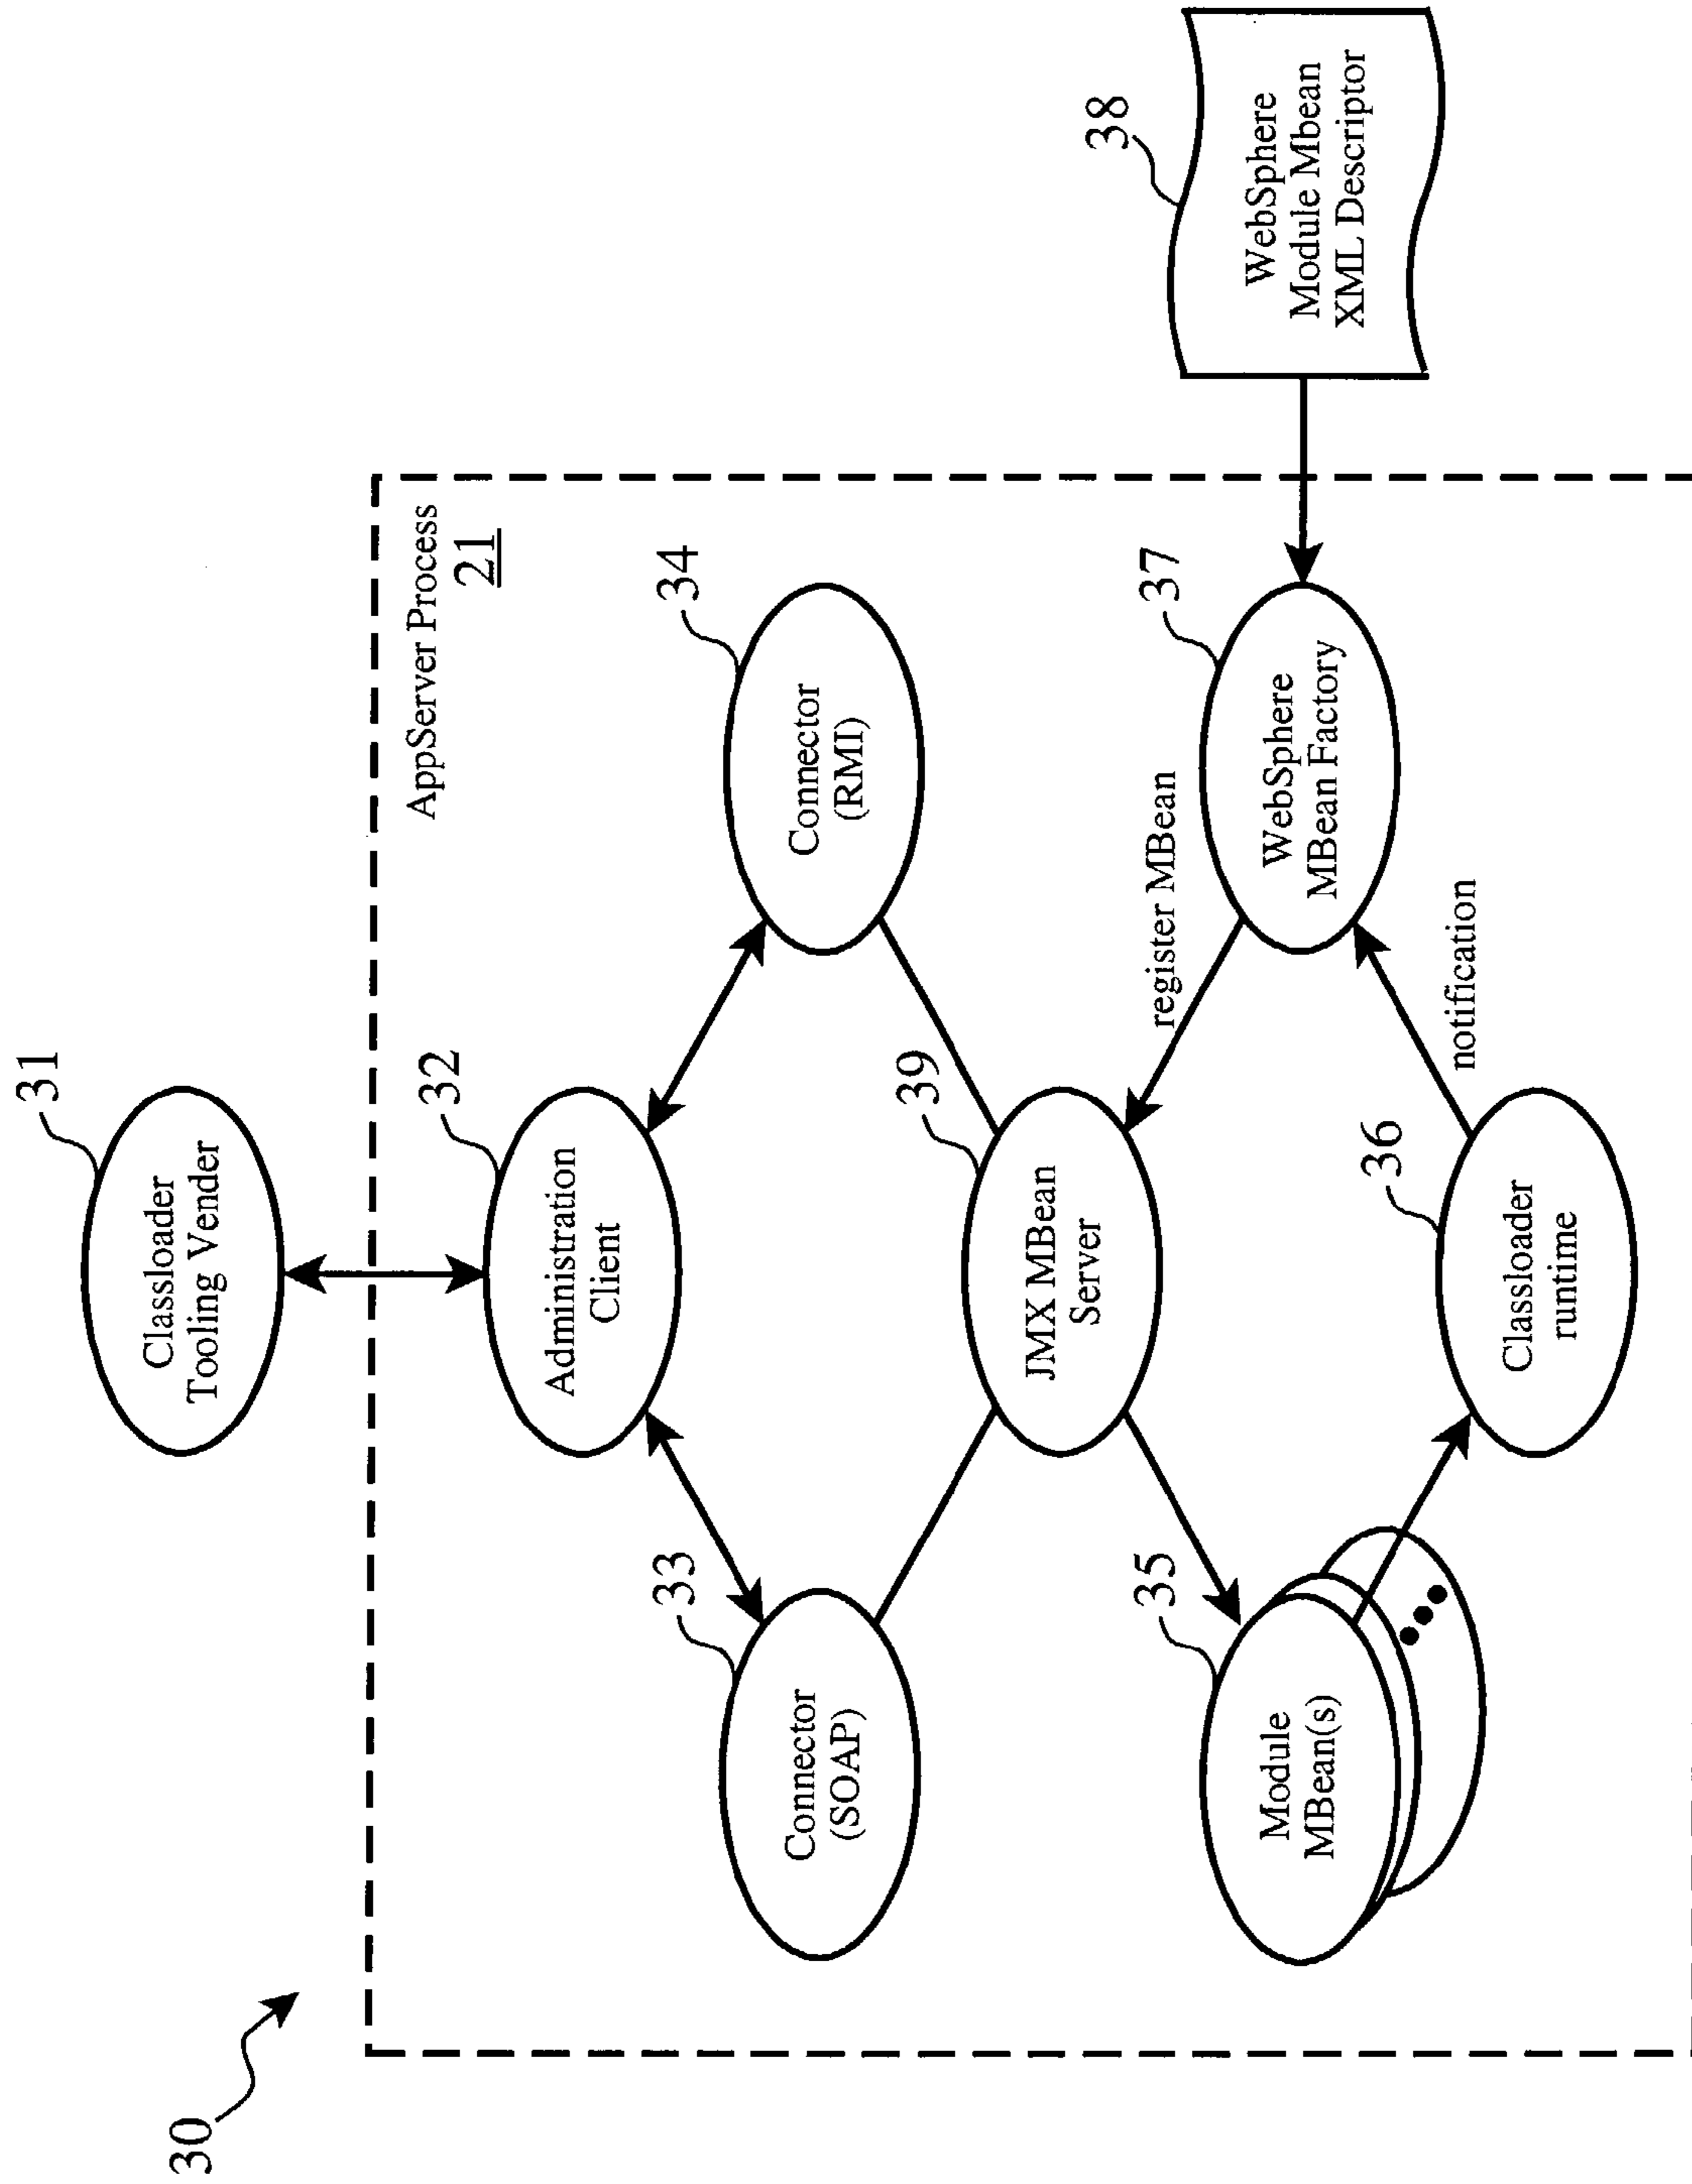 30
31
Classloader
Tooling Vender
AppServer Process
21
32
Administration
Client
33
Connector
(SOAP)
34
Connector
(RMI)
39
JMX MBean
Server
register MBean
35
Module
MBean(s)
36
Classloader
runtime
notification
37
WebSphere
MBean Factory
38
WebSphere
Module Mbean
XML Descriptor